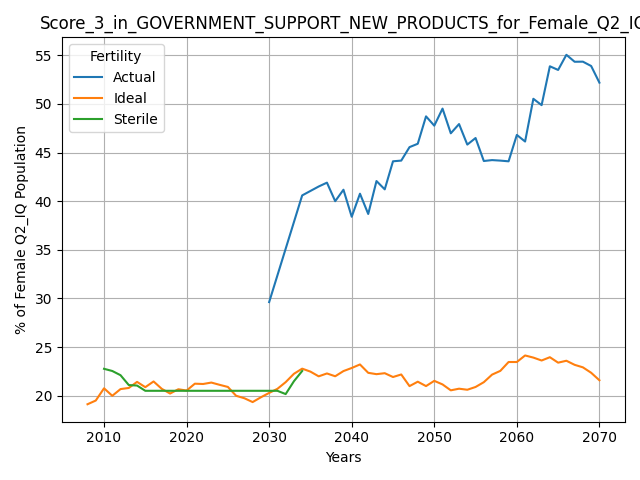 Score_3_in_GOVERNMENT_SUPPORT_NEW_PRODUCTS_for_Female_Q2_IQ
Fertility
Actual
Ideal
Sterile
% of Female Q2_IQ Population
55
50
45
40
35
30
25
20
2010 2020 2030 2040 2050 2060 2070
Years